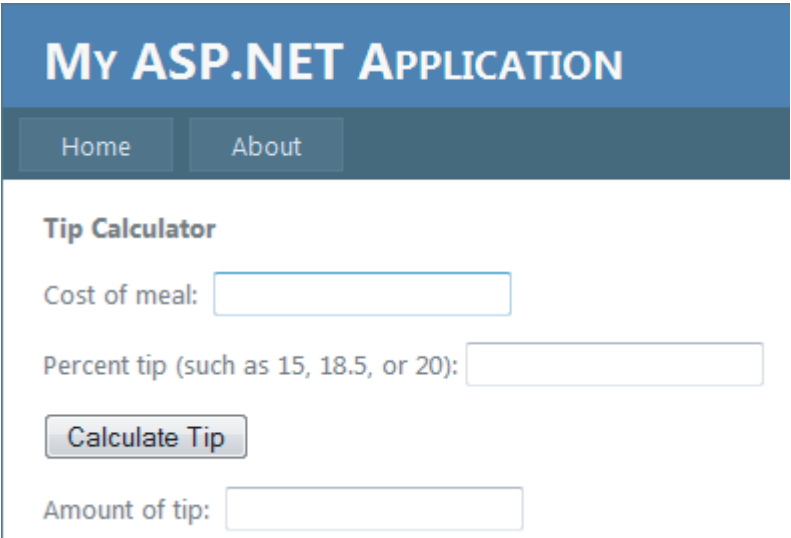 My ASP.NET Application
Home About
Tip Calculator
Cost of meal:
Percent tip (such as 15, 18.5, or 20):
Calculate Tip
Amount of tip: